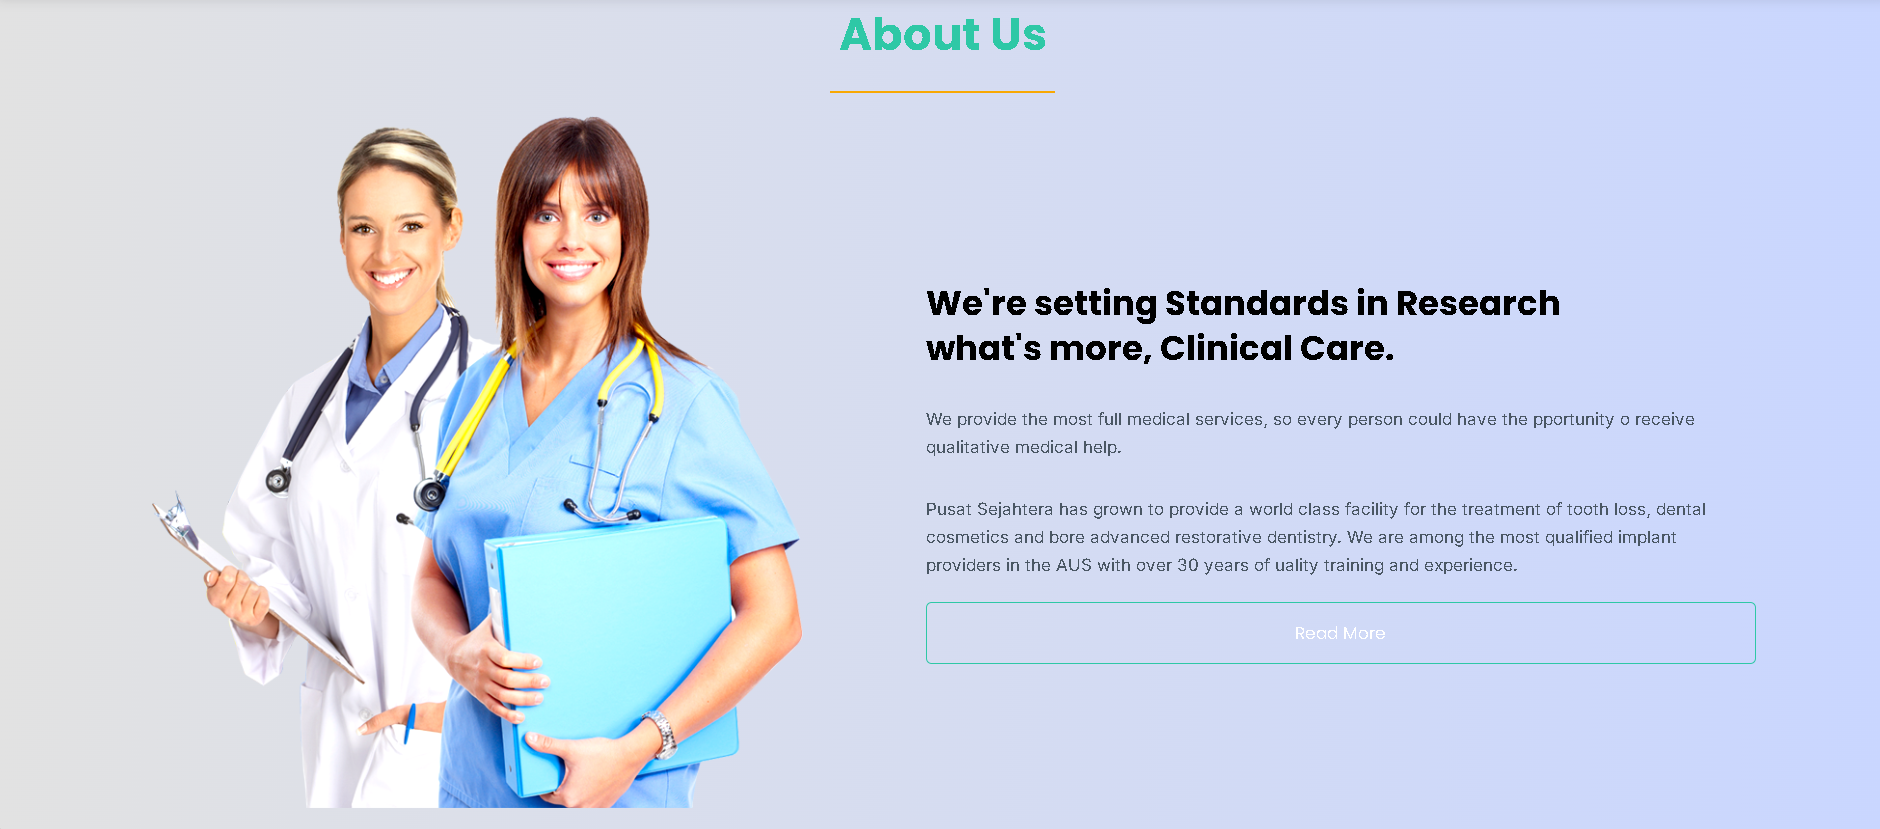 About Us
We're setting Standards in Research
what's more, Clinical Care.
We provide the most full medical services, so every person could have the pportunity o receive
qualitative medical help.
Pusat Sejahtera has grown to provide a world class facility for the treatment of tooth loss, dental
cosmetics and bore advanced restorative dentistry. We are among the most qualified implant
providers in the AUS with over 30 years of uality training and experience.
Read More